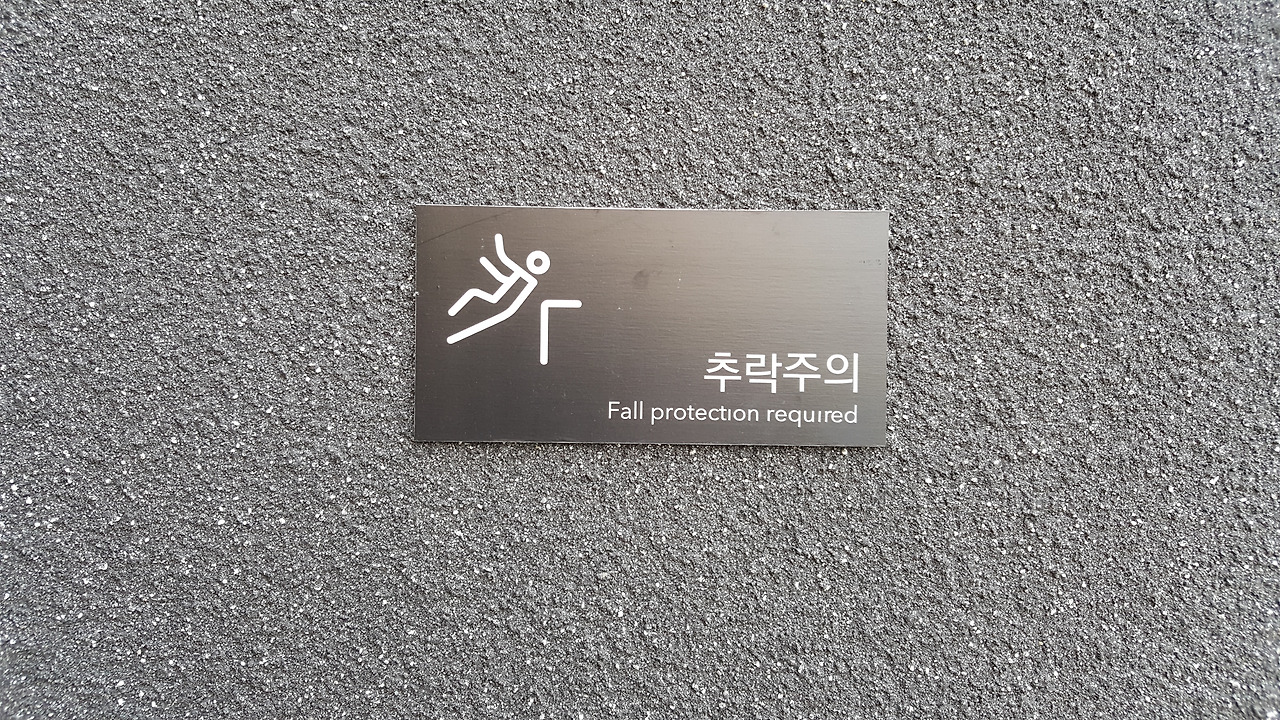 추락주의
Fall protection required